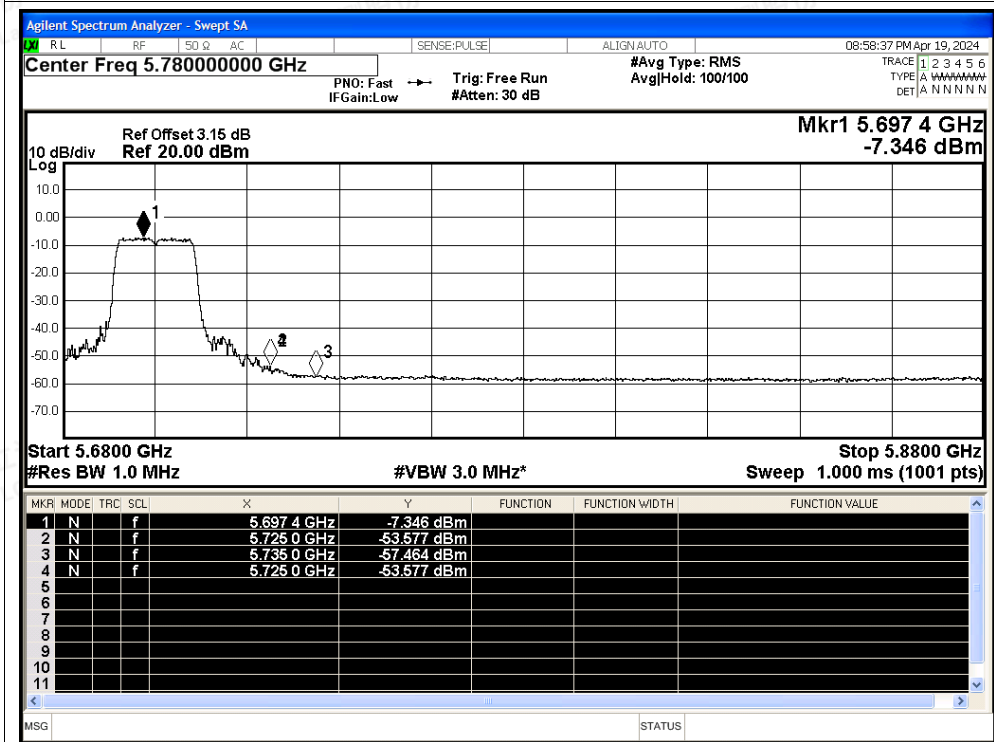 Agilent Spectrum Analyzer - Swept SA
LXI RL RF 50 Ω AC SENSE:PULSE ALIGN AUTO 08:58:37 PM Apr 19, 2024
Center Freq 5.780000000 GHz
PNO: Fast
IFGain:Low
Trig: Free Run
#Atten: 30 dB
#Avg Type: RMS
Avg|Hold: 100/100
TRACE 1 2 3 4 5 6
TYPE A WWWWW
DET A N N N N N
Mkr1 5.697 4 GHz
-7.346 dBm
Ref Offset 3.15 dB
10 dB/div Ref 20.00 dBm
Log
10.0
0.00
-10.0
-20.0
-30.0
-40.0
-50.0
-60.0
-70.0
1
2
3
Start 5.6800 GHz Stop 5.8800 GHz
#Res BW 1.0 MHz #VBW 3.0 MHz* Sweep 1.000 ms (1001 pts)
MKR MODE TRC SCL X Y FUNCTION FUNCTION WIDTH FUNCTION VALUE
1 N f 5.697 4 GHz -7.346 dBm
2 N f 5.725 0 GHz -53.577 dBm
3 N f 5.735 0 GHz -57.464 dBm
4 N f 5.725 0 GHz -53.577 dBm
5
6
7
8
9
10
11
MSG STATUS